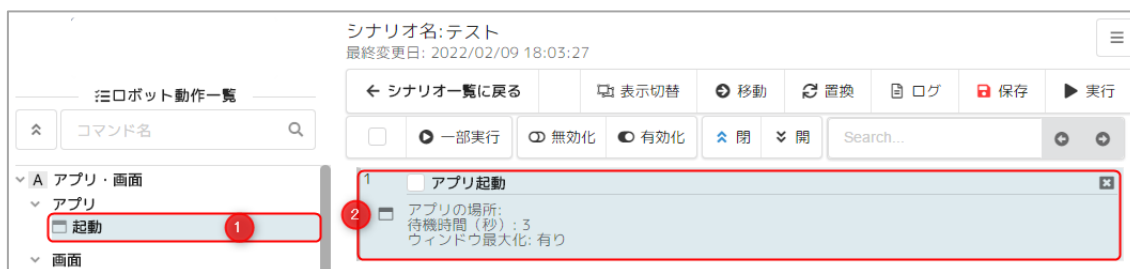 シナリオ名:テスト
最終変更日: 2022/02/09 18:03:27
ロボット動作一覧
シナリオ一覧に戻る 表示切替 移動 置換 ログ 保存 実行
コマンド名
一部実行 無効化 有効化 閉 開 Search...
A アプリ・画面
アプリ
起動 1
画面
1 アプリ起動
2
アプリの場所:
待機時間（秒）: 3
ウィンドウ最大化: 有り